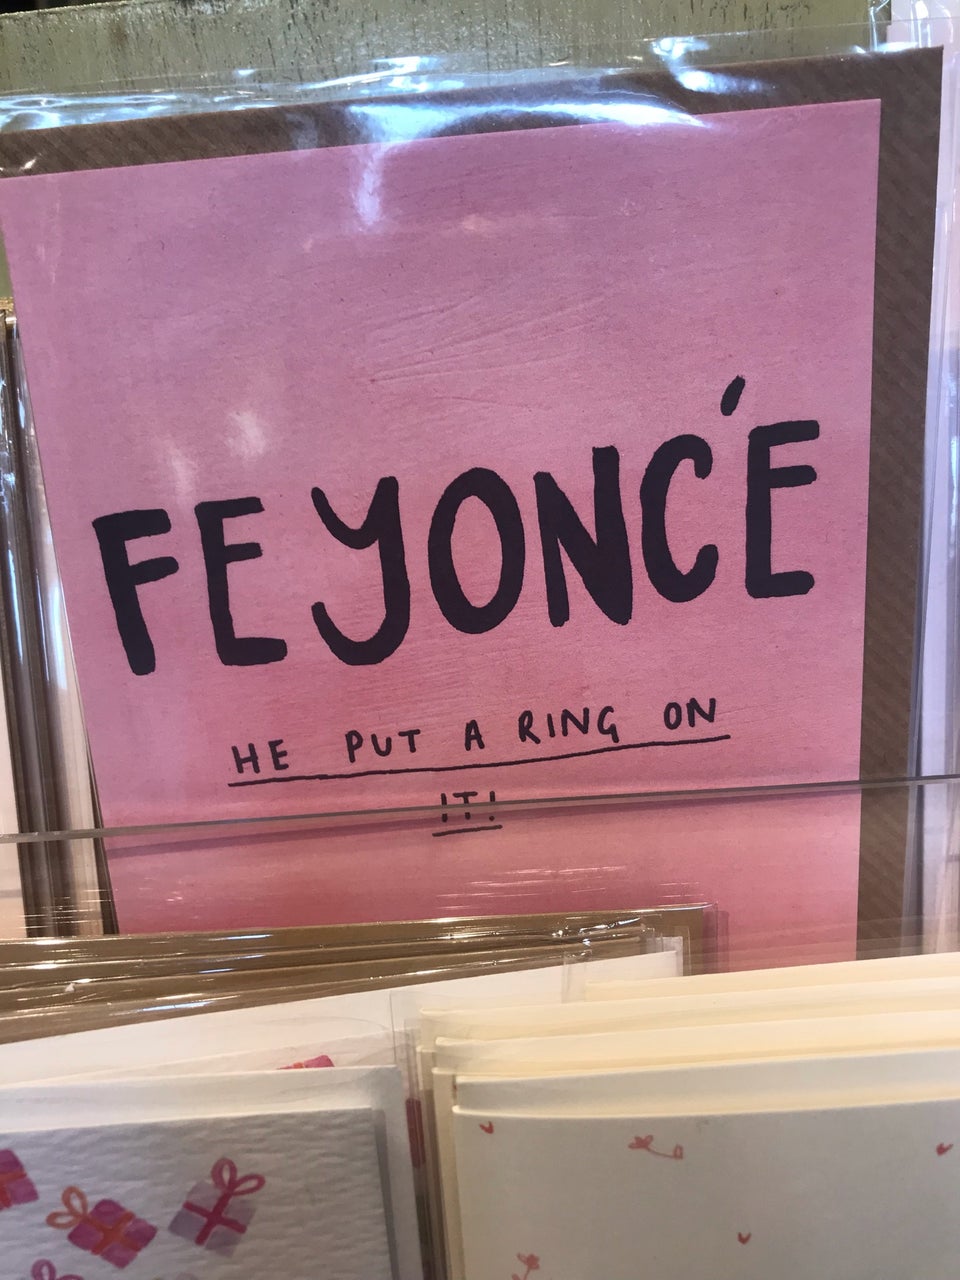 FEYONCÉ
HE PUT A RING ON
IT!